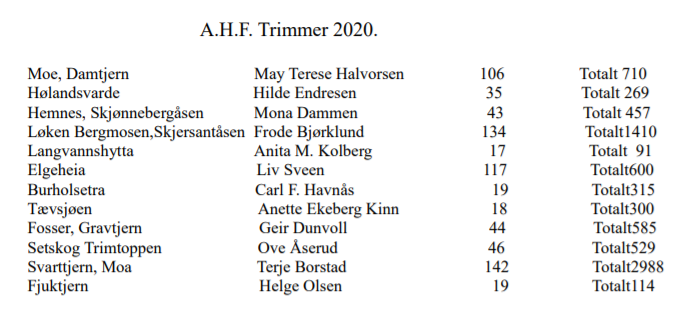 A.H.F. Trimmer 2020.
Moe, Damtjern May Terese Halvorsen 106 Totalt 710
Hølandsvarde Hilde Endresen 35 Totalt 269
Hemnes, Skjønnebergåsen Mona Dammen 43 Totalt 457
Løken Bergmosen,Skjersantåsen Frode Bjørklund 134 Totalt1410
Langvannshytta Anita M. Kolberg 17 Totalt 91
Elgeheia Liv Sveen 117 Totalt600
Burholsetra Carl F. Havnås 19 Totalt315
Tævsjøen Anette Ekeberg Kinn 18 Totalt300
Fosser, Gravtjern Geir Dunvoll 44 Totalt585
Setskog Trimtoppen Ove Åserud 46 Totalt529
Svarttjern, Moa Terje Borstad 142 Totalt2988
Fjuktjern Helge Olsen 19 Totalt114